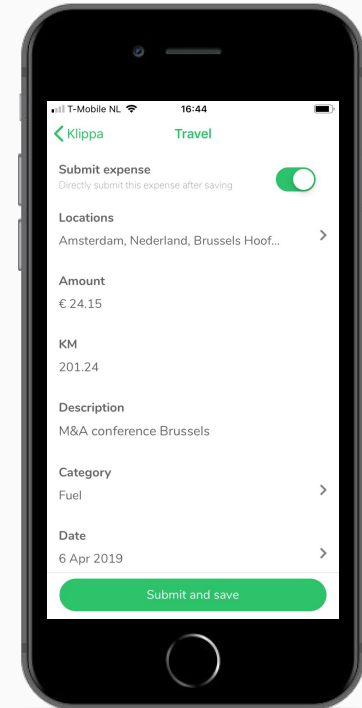 T-Mobile NL 16:44
Klippa Travel
Submit expense
Directly submit this expense after saving
Locations
Amsterdam, Nederland, Brussels Hoof...
Amount
€ 24.15
KM
201.24
Description
M&A conference Brussels
Category
Fuel
Date
6 Apr 2019
Submit and save